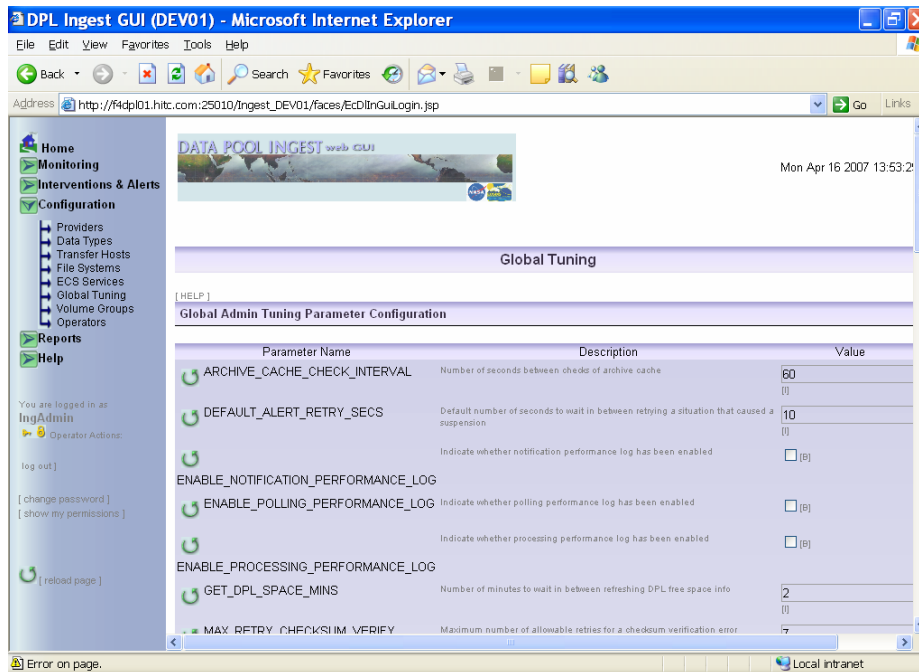 DPL Ingest GUI (DEV01) - Microsoft Internet Explorer
File Edit View Favorites Tools Help
Back Search Favorites
Address http://f4dpl01.hitc.com:25010/Ingest_DEV01/faces/EcDlInGuiLogin.jsp Go Links
Home
Monitoring
Interventions & Alerts
Configuration
Providers
Data Types
Transfer Hosts
File Systems
ECS Services
Global Tuning
Volume Groups
Operators
Reports
Help
You are logged in as
IngAdmin
Operator Actions:
log out ]
[ change password ]
[ show my permissions ]
[ reload page ]
DATA POOL INGEST web GUI
NASA
Mon Apr 16 2007 13:53:2
Global Tuning
[ HELP ]
Global Admin Tuning Parameter Configuration
Parameter Name Description Value
ARCHIVE_CACHE_CHECK_INTERVAL Number of seconds between checks of archive cache 60
[I]
DEFAULT_ALERT_RETRY_SECS Default number of seconds to wait in between retrying a situation that caused a suspension 10
[I]
ENABLE_NOTIFICATION_PERFORMANCE_LOG Indicate whether notification performance log has been enabled [B]
ENABLE_POLLING_PERFORMANCE_LOG Indicate whether polling performance log has been enabled [B]
ENABLE_PROCESSING_PERFORMANCE_LOG Indicate whether processing performance log has been enabled [B]
GET_DPL_SPACE_MINS Number of minutes to wait in between refreshing DPL free space info 2
[I]
MAX_RETRY_CHECKSUM_VERIFY Maximum number of allowable retries for a checksum verification error 7
Error on page. Local intranet